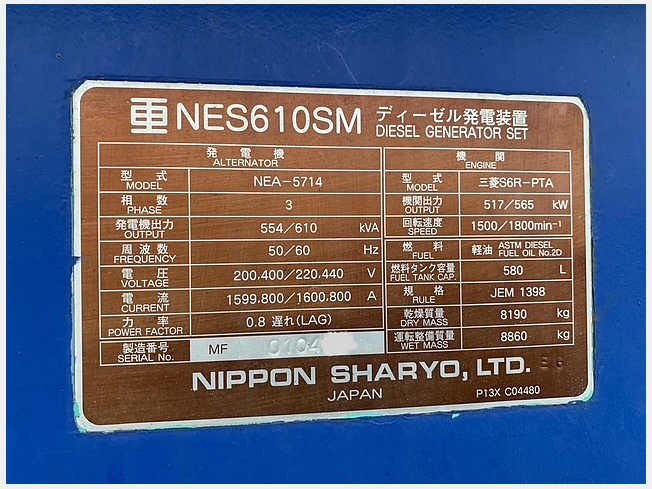 NES610SM ディーゼル発電装置
DIESEL GENERATOR SET
発電機
ALTERNATOR
型式 MODEL NEA-5714
相数 PHASE 3
発電機出力 OUTPUT 554/610 kVA
周波数 FREQUENCY 50/60 Hz
電圧 VOLTAGE 200.400/220.440 V
電流 CURRENT 1599.800/1600.800 A
力率 POWER FACTOR 0.8 遅れ(LAG)
製造番号 SERIAL No. MF 0104
機関
ENGINE
型式 MODEL 三菱S6R-PTA
機関出力 OUTPUT 517/565 kW
回転速度 SPEED 1500/1800min⁻¹
燃料 FUEL 軽油 ASTM DIESEL FUEL OIL No.2D
燃料タンク容量 FUEL TANK CAP. 580 L
規格 RULE JEM 1398
乾燥質量 DRY MASS 8190 kg
運転整備質量 WET MASS 8860 kg
NIPPON SHARYO, LTD.
JAPAN
P13X C04480